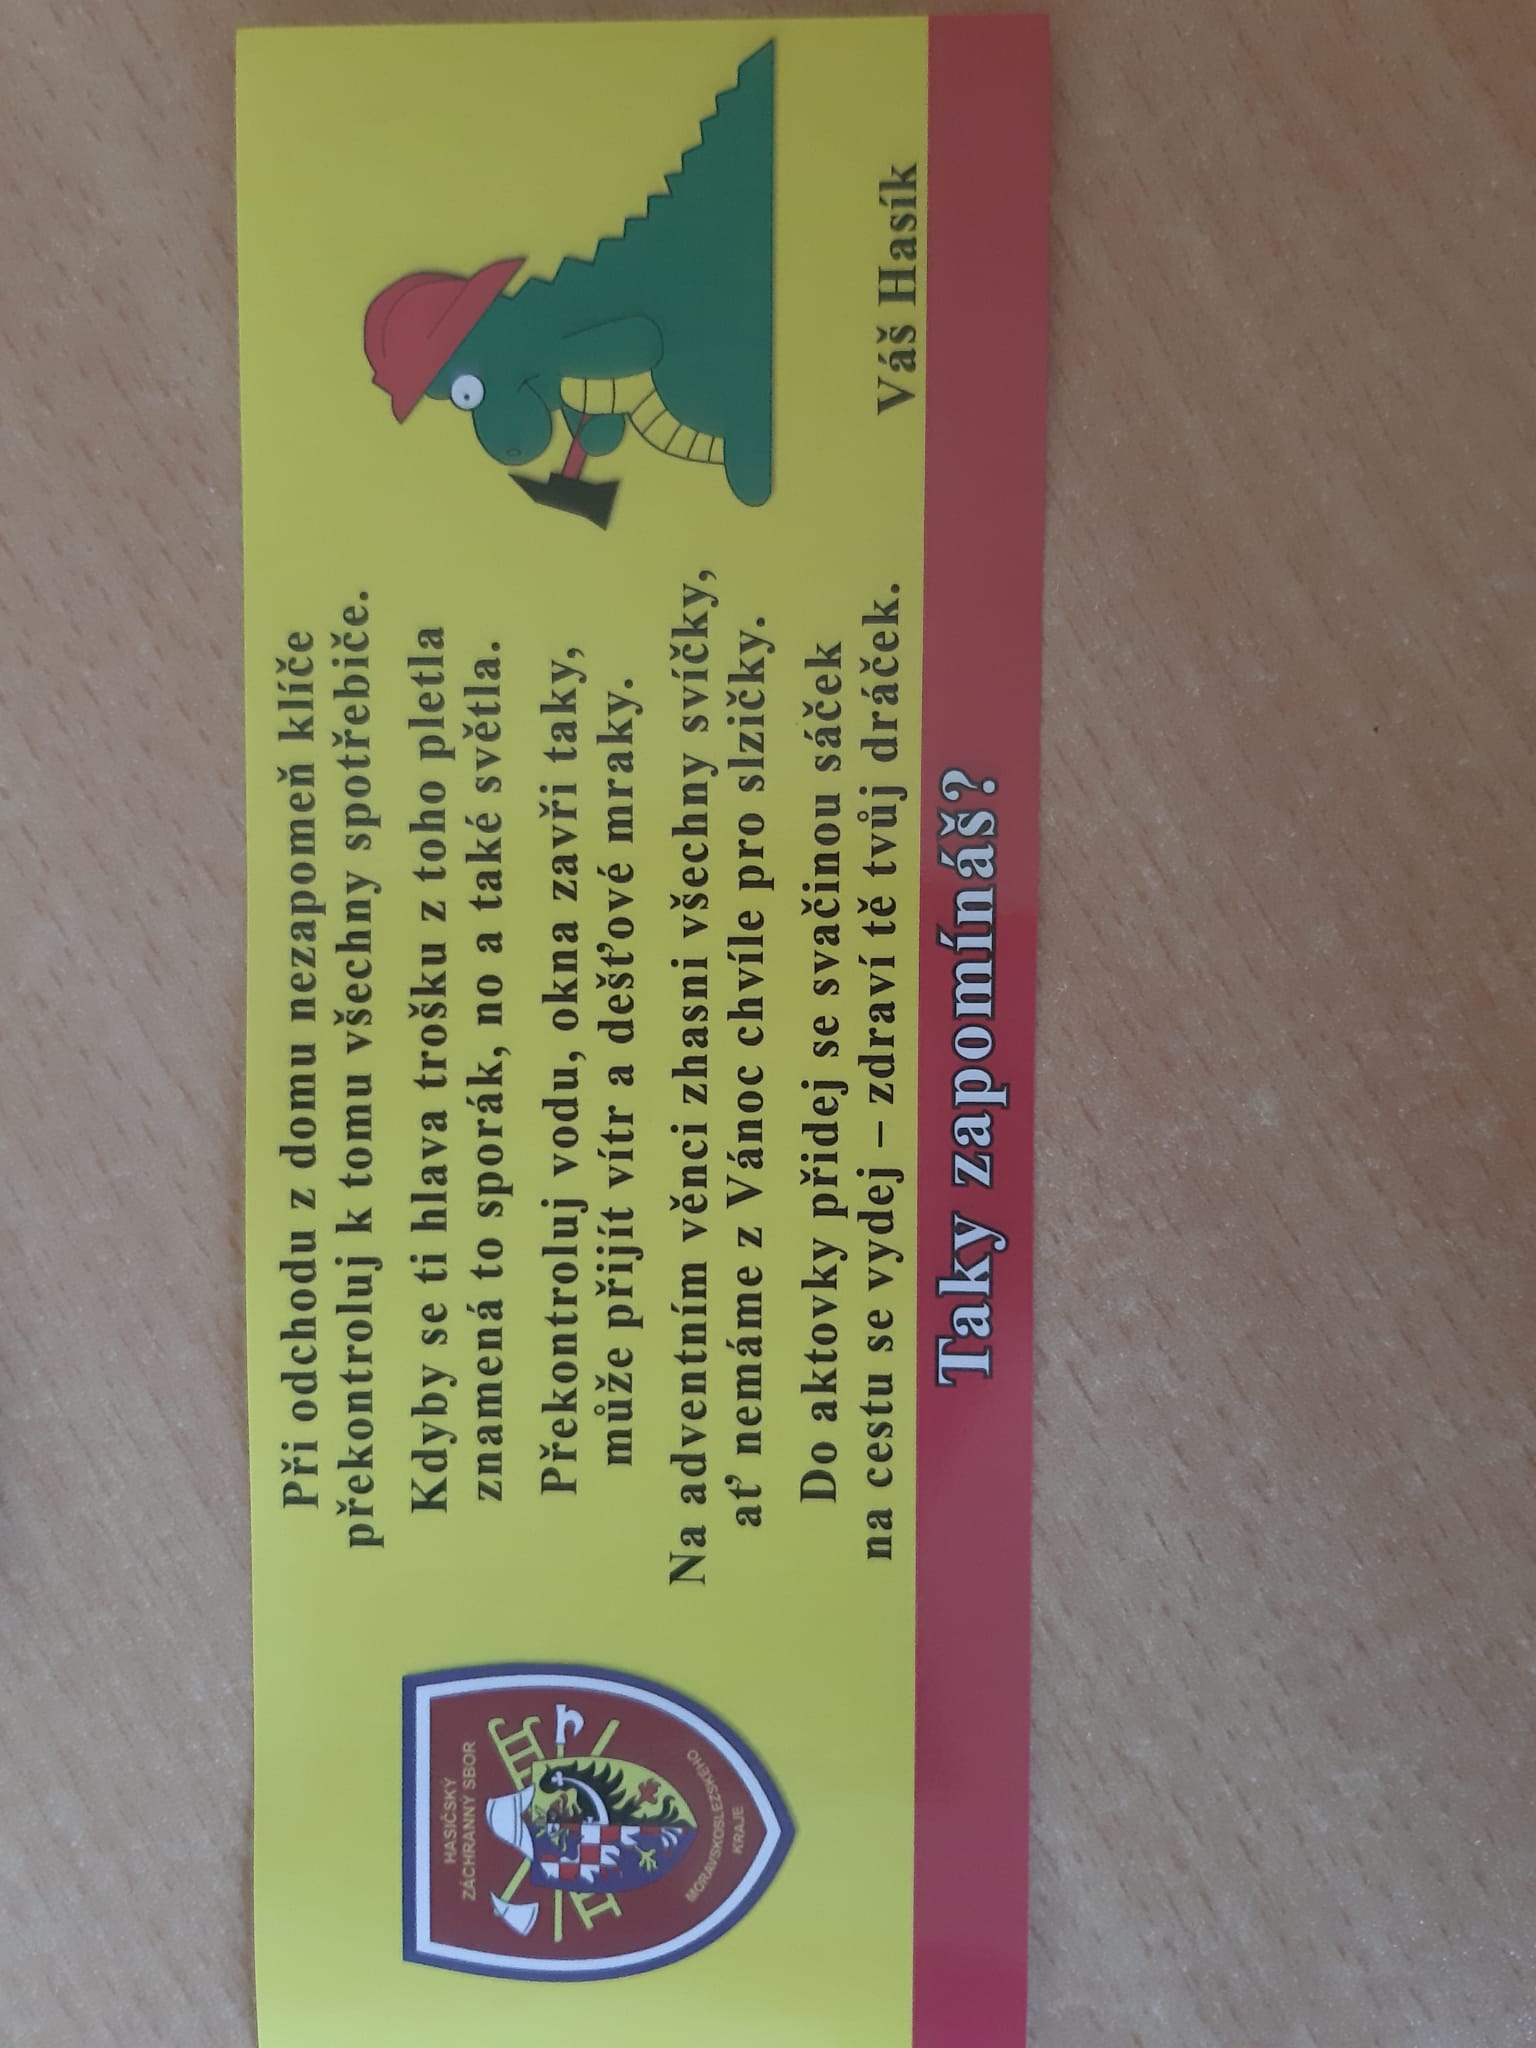 HASIČSKÝ
ZÁCHRANNÝ SBOR
MORAVSKOSLEZSKÉHO
KRAJE
Při odchodu z domu nezapomeň klíče
překontroluj k tomu všechny spotřebiče.
Kdyby se ti hlava trošku z toho pletla
znamená to sporák, no a také světla.
Překontroluj vodu, okna zavři taky,
může přijít vítr a dešťové mraky.
Na adventním věnci zhasni všechny svíčky,
ať nemáme z Vánoc chvíle pro slzičky.
Do aktovky přidej se svačinou sáček
na cestu se vydej – zdraví tě tvůj dráček.
Váš Hasík
Taky zapomínáš?